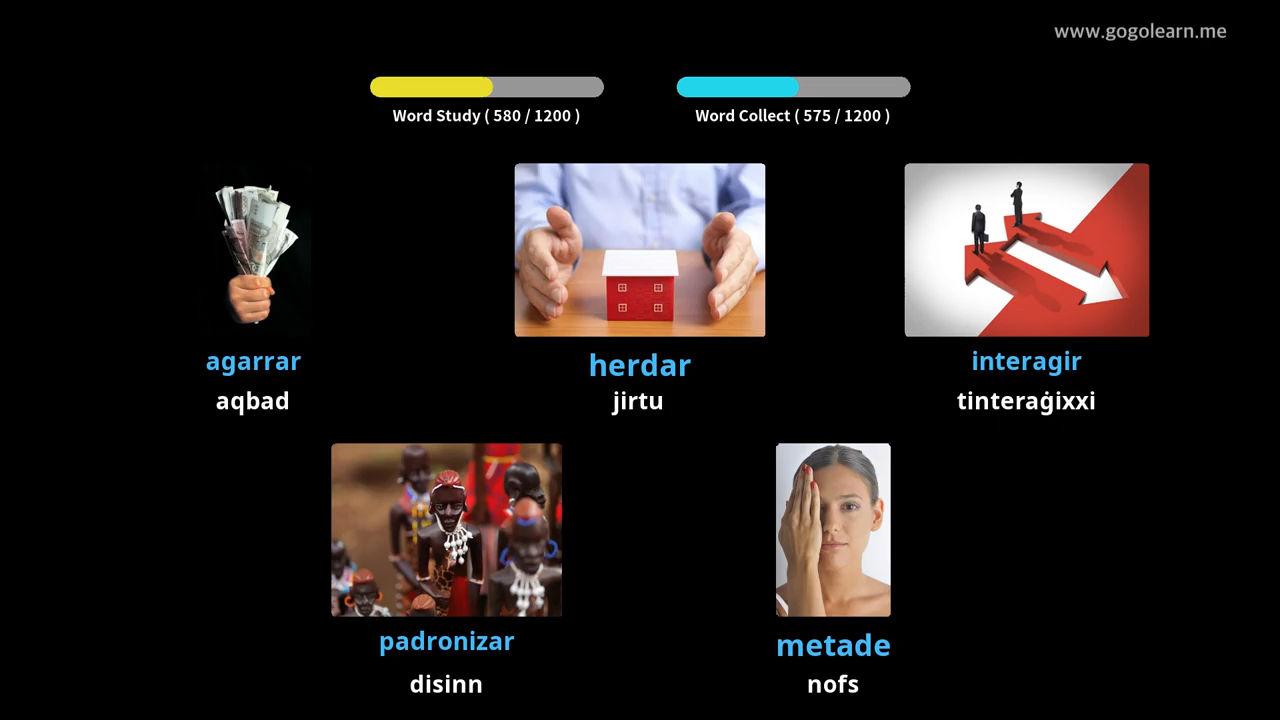 www.gogolearn.me
Word Study ( 580 / 1200 )
Word Collect ( 575 / 1200 )
agarrar
aqbad
herdar
jirtu
interagir
tinteraġixxi
padronizar
disinn
metade
nofs